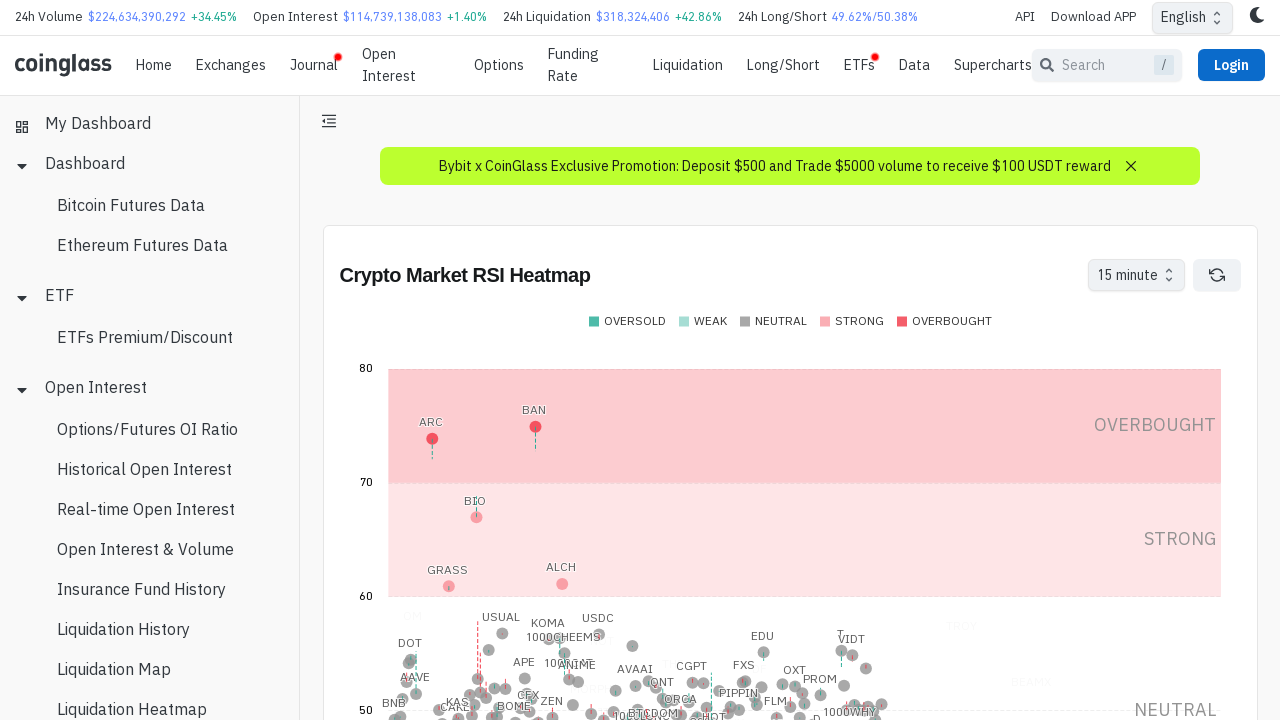 24h Volume $224,634,390,292 +34.45% Open Interest $114,739,138,083 +1.40% 24h Liquidation $318,324,406 +42.86% 24h Long/Short 49.62%/50.38% API Download APP English
coinglass Home Exchanges Journal Open Interest Options Funding Rate Liquidation Long/Short ETFs Data Supercharts Search / Login
My Dashboard
Dashboard
Bitcoin Futures Data
Ethereum Futures Data
ETF
ETFs Premium/Discount
Open Interest
Options/Futures OI Ratio
Historical Open Interest
Real-time Open Interest
Open Interest & Volume
Insurance Fund History
Liquidation History
Liquidation Map
Liquidation Heatmap
Bybit x CoinGlass Exclusive Promotion: Deposit $500 and Trade $5000 volume to receive $100 USDT reward
Crypto Market RSI Heatmap 15 minute
OVERSOLD WEAK NEUTRAL STRONG OVERBOUGHT
80
BAN
ARC
OVERBOUGHT
70
BIO
STRONG
ALCH
GRASS
60
USUAL
USDC
KOMA
1000CHEEMS
EDU
T
VIDT
DOT
APE
ANIME
AVAAI
CGPT
FXS
OXT
AAVE
QNT
PROM
BNB
KAS
CAKE
GFX
ZEN
BOME
ORCA
PIPPIN
FLM
BTCDOM
1000WHY
50
NEUTRAL